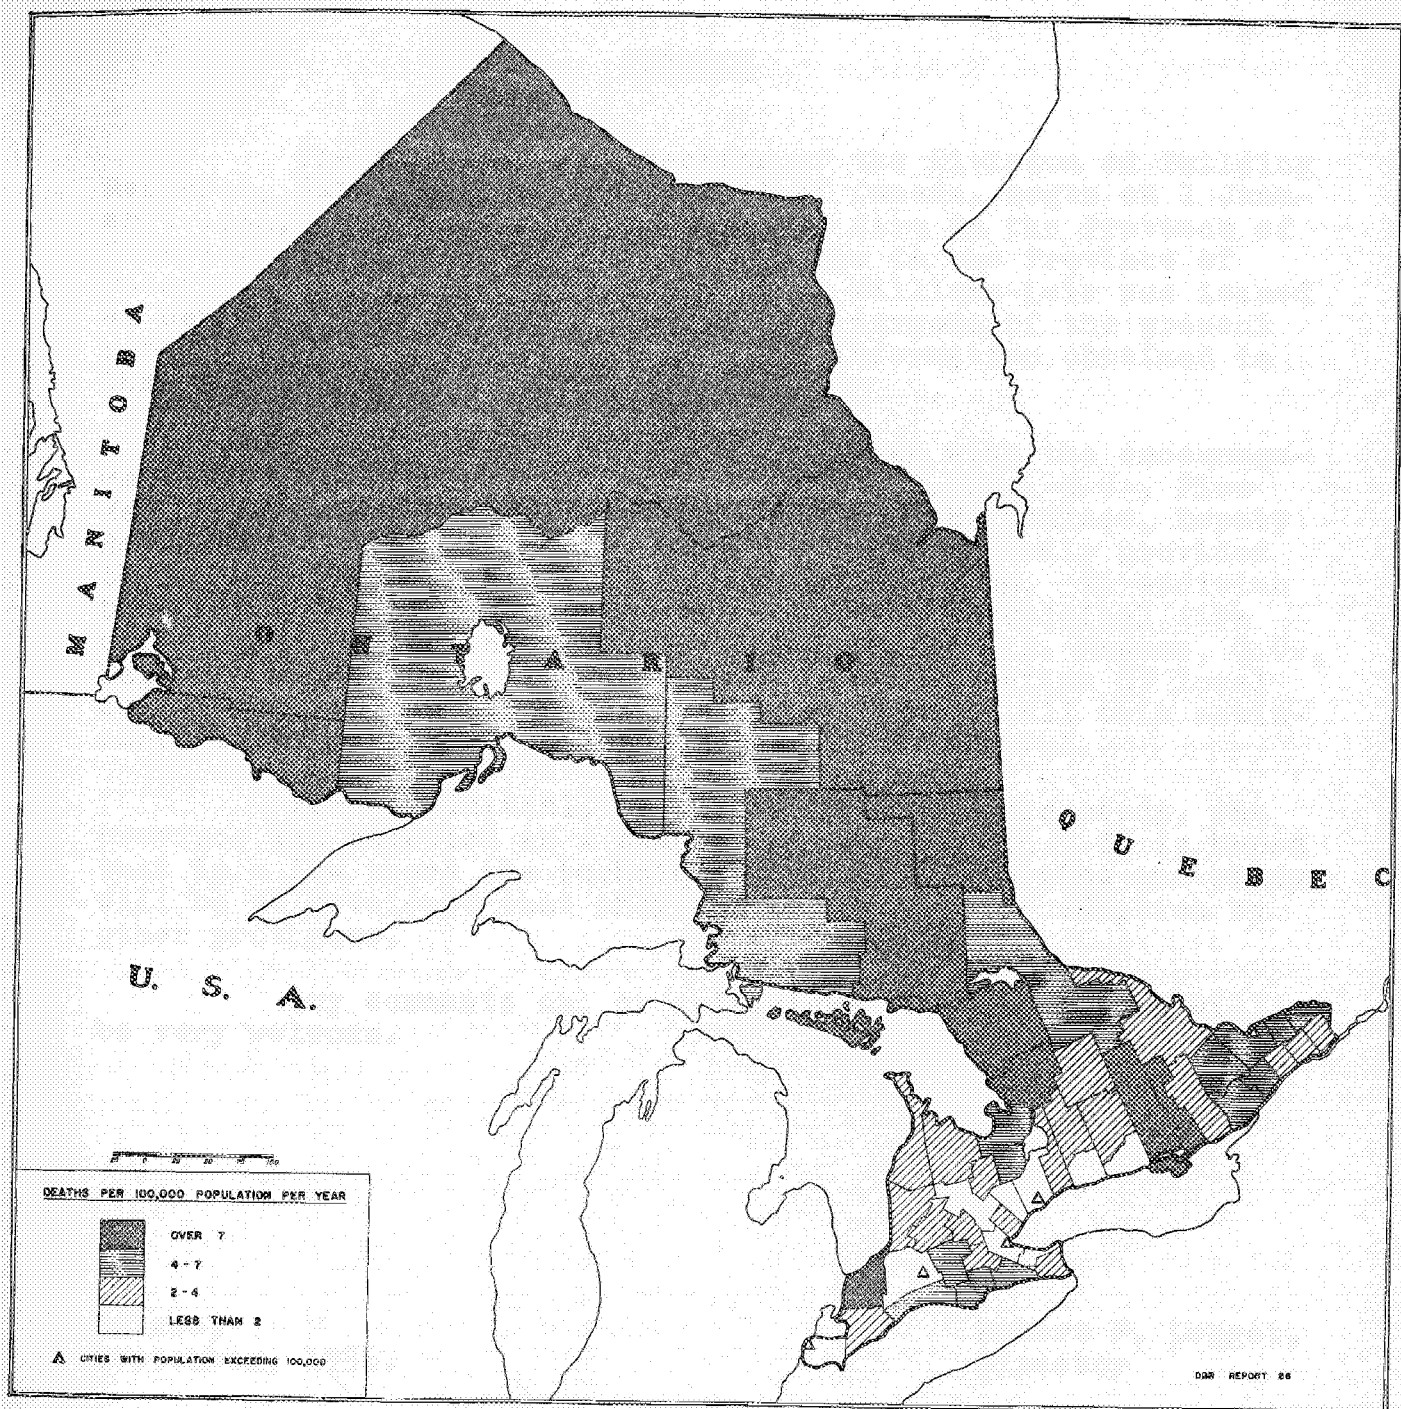 MANITOBA
ONTARIO
QUEBEC
U. S. A.
DEATHS PER 100,000 POPULATION PER YEAR
OVER 7
4 - 7
2 - 4
LESS THAN 2
CITIES WITH POPULATION EXCEEDING 100,000
DBR REPORT 26